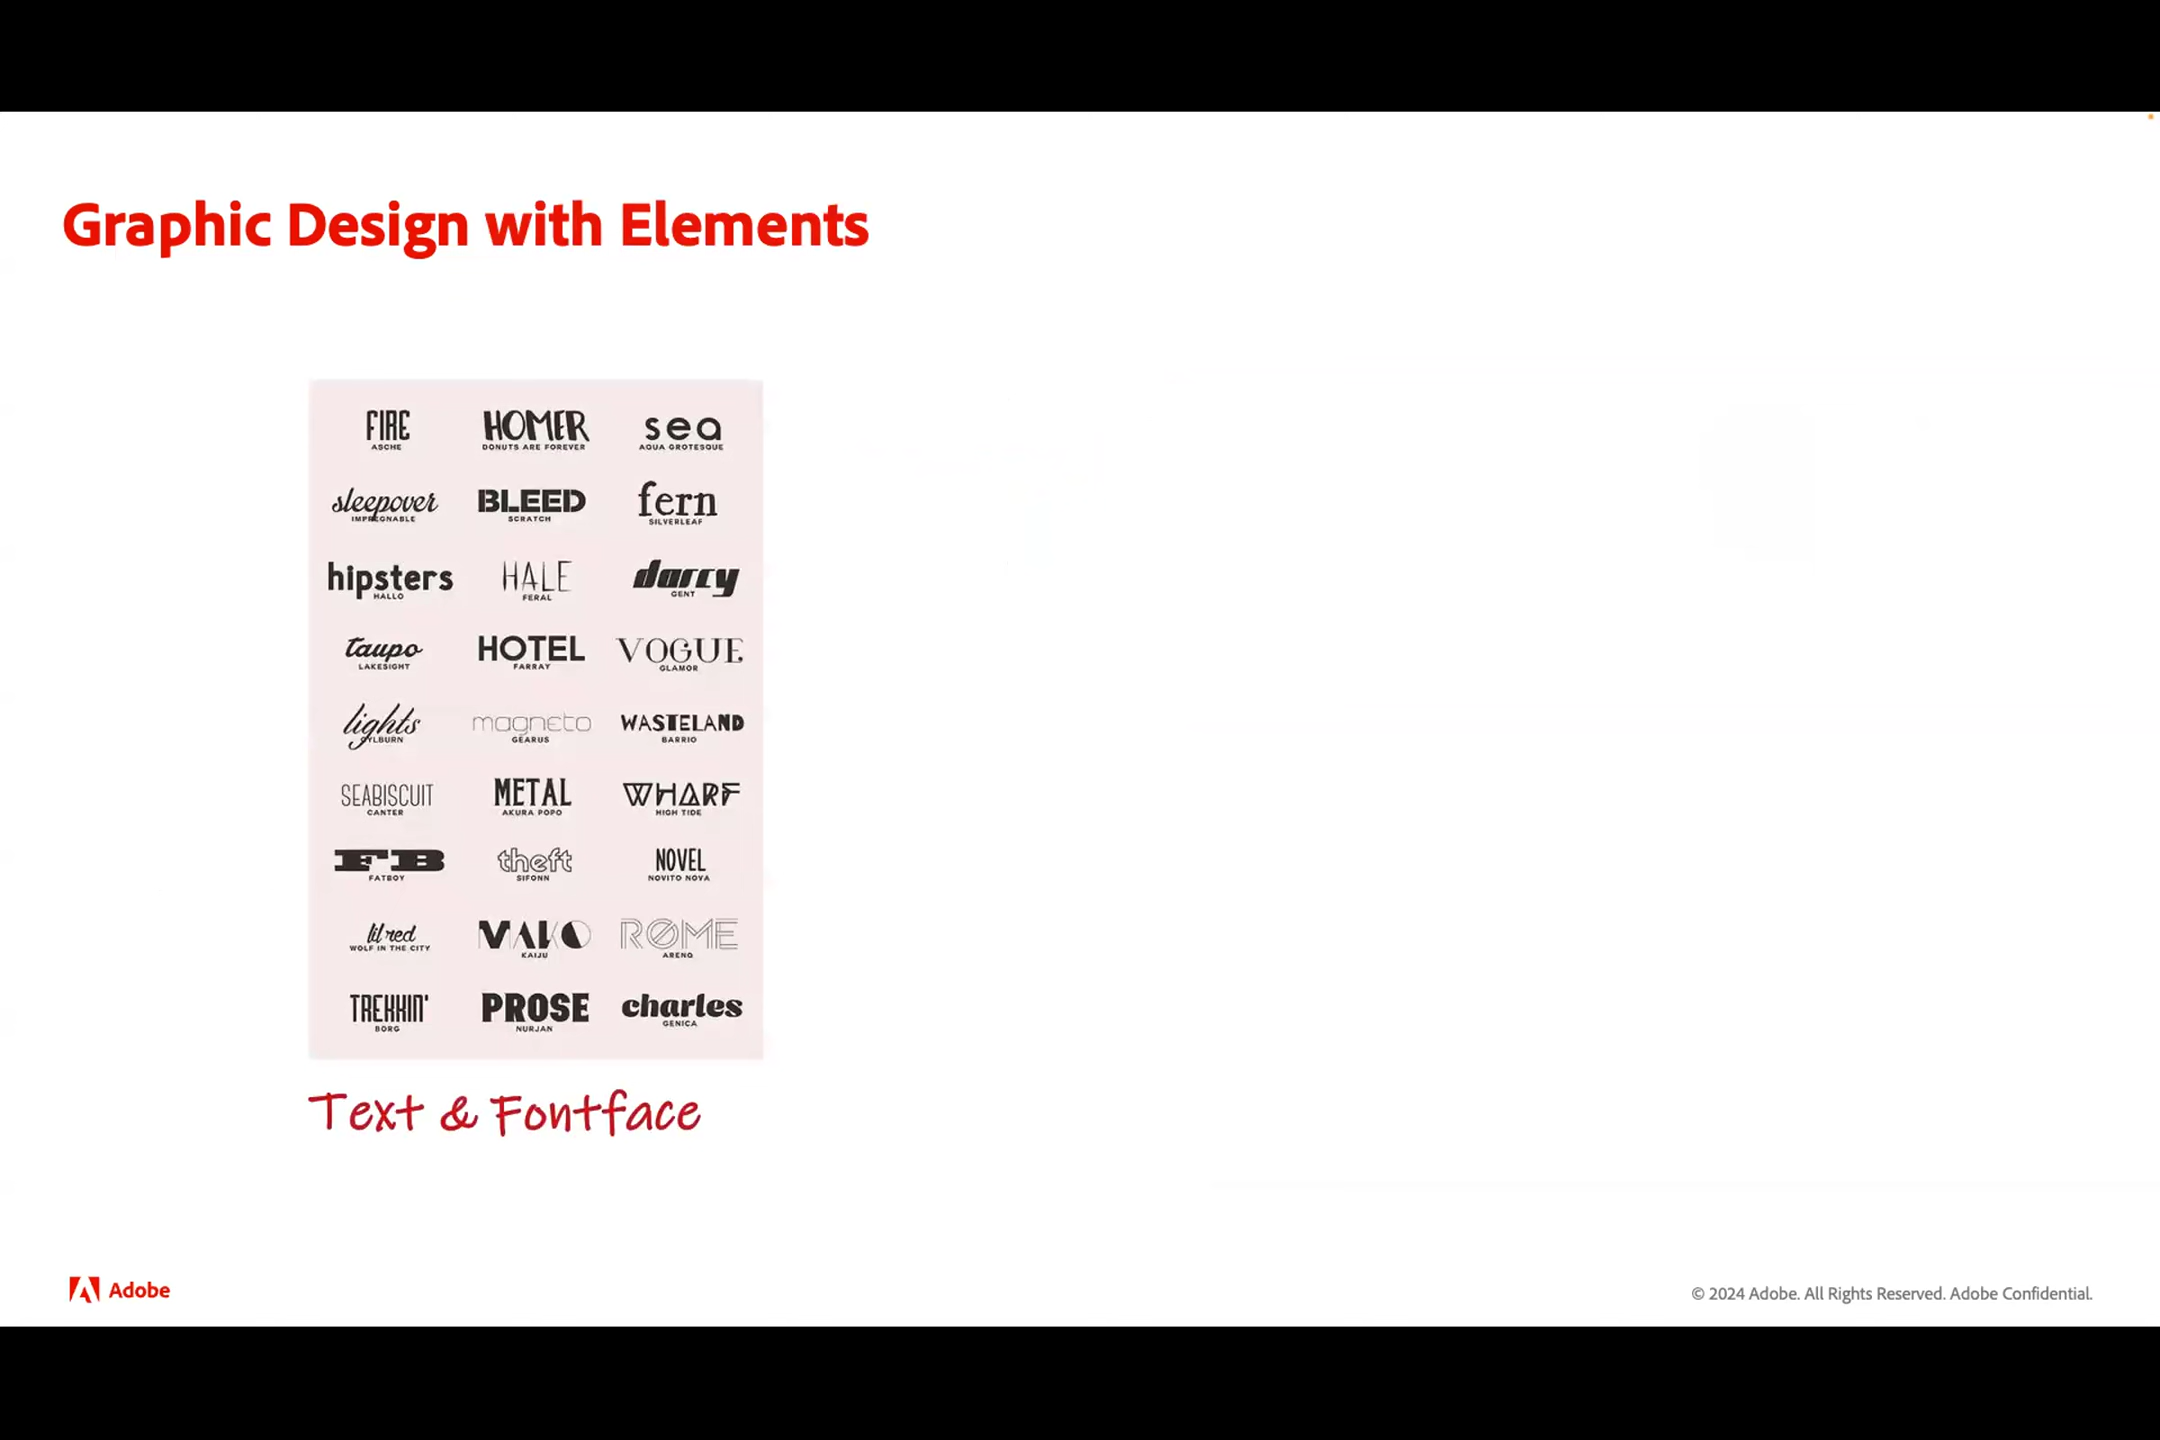 Graphic Design with Elements
FIRE HOMER sea
ASCHE DONUTS ARE FOREVER AQUA GROTESQUE
sleepover BLEED fern
IMPREGNABLE SCRATCH SILVERLEAF
hipsters HALE darcy
HALLO FERAL GENT
taupo HOTEL VOGUE
LAKESIGHT FARRAY GLAMOR
lights magneto WASTELAND
GEARUS BARRIO
SEABISCUIT METAL WHARF
CANTER AKURA POPO HIGH TIDE
FB theft NOVEL
FATBOY SIFONN NOVITO NOVA
lil red MAKO ROME
WOLF IN THE CITY KAIJU ARENQ
TREKKIN' PROSE charles
BORG NURJAN GENICA
Text & Fontface
Adobe
© 2024 Adobe. All Rights Reserved. Adobe Confidential.